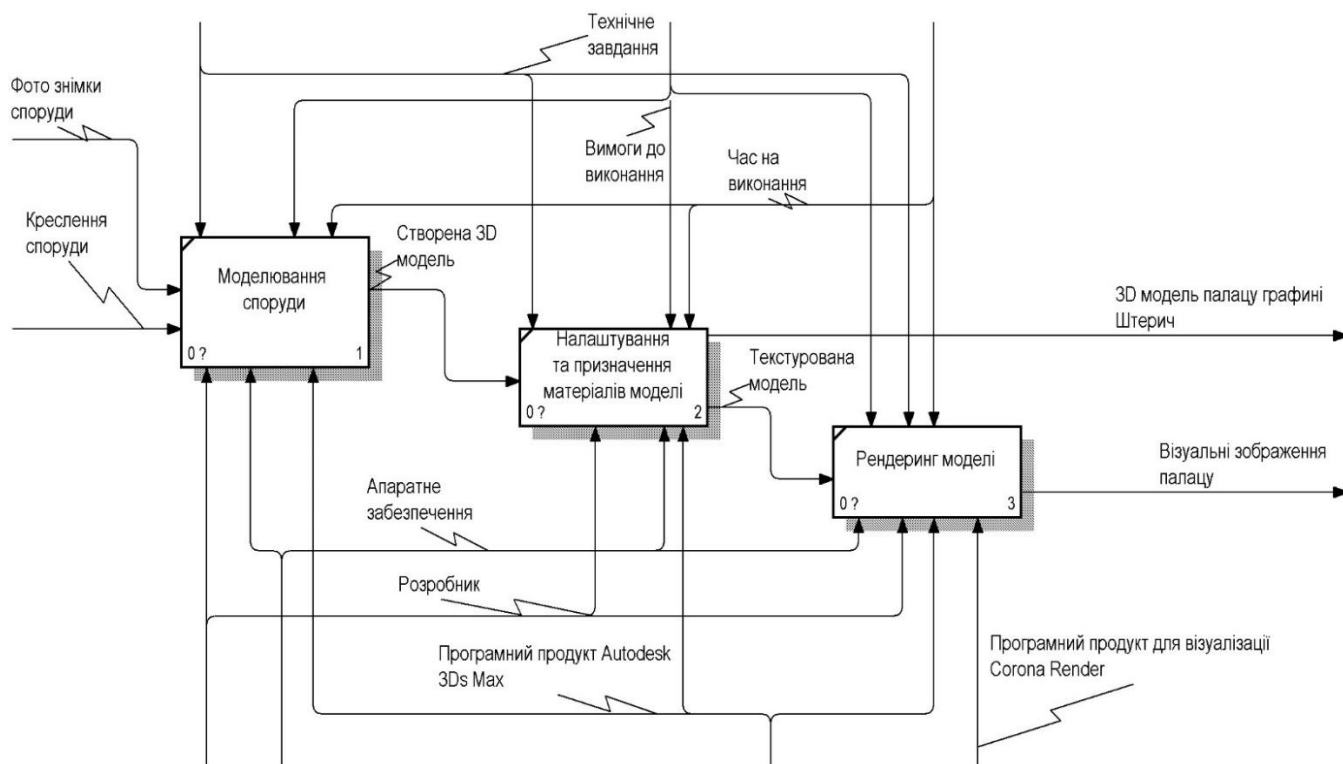 Технічне
завдання
Фото знімки
споруди
Вимоги до
виконання
Час на
виконання
Креслення
споруди
Створена 3D
модель
Моделювання
споруди
0 ?
1
3D модель палацу графині
Штерич
Налаштування
та призначення
матеріалів моделі
0 ?
2
Текстурована
модель
Рендеринг моделі
0 ?
3
Візуальні зображення
палацу
Апаратне
забезпечення
Розробник
Програмний продукт Autodesk
3Ds Max
Програмний продукт для візуалізації
Corona Render